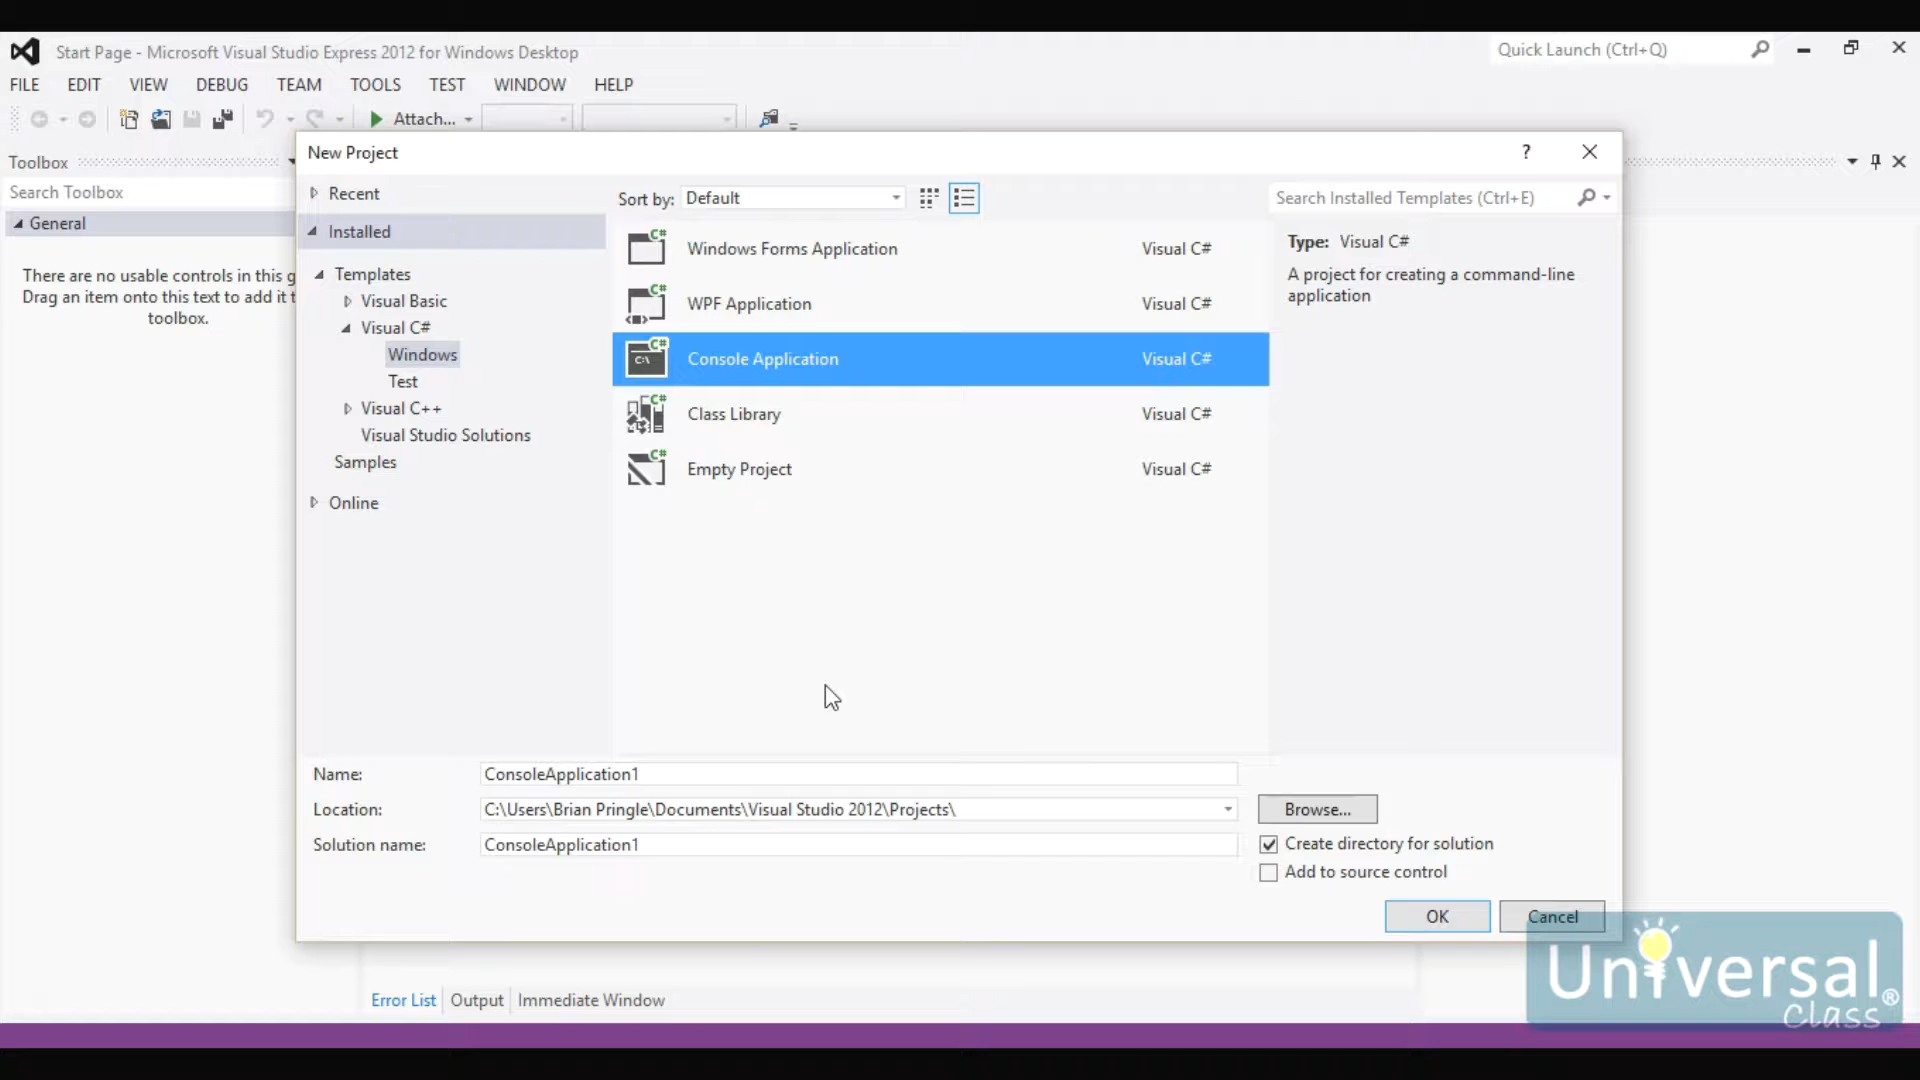 Start Page - Microsoft Visual Studio Express 2012 for Windows Desktop
Quick Launch (Ctrl+Q)
FILE EDIT VIEW DEBUG TEAM TOOLS TEST WINDOW HELP
Attach...
Toolbox
Search Toolbox
General
There are no usable controls in this g
Drag an item onto this text to add it t
toolbox.
New Project
?
Recent
Installed
Templates
Visual Basic
Visual C#
Windows
Test
Visual C++
Visual Studio Solutions
Samples
Online
Sort by: Default
Search Installed Templates (Ctrl+E)
C# Windows Forms Application Visual C#
C# WPF Application Visual C#
C# C:\ Console Application Visual C#
C# Class Library Visual C#
C# Empty Project Visual C#
Type: Visual C#
A project for creating a command-line
application
Name: ConsoleApplication1
Location: C:\Users\Brian Pringle\Documents\Visual Studio 2012\Projects\
Browse...
Solution name: ConsoleApplication1
Create directory for solution
Add to source control
OK Cancel
Error List Output Immediate Window
Universal
Class®